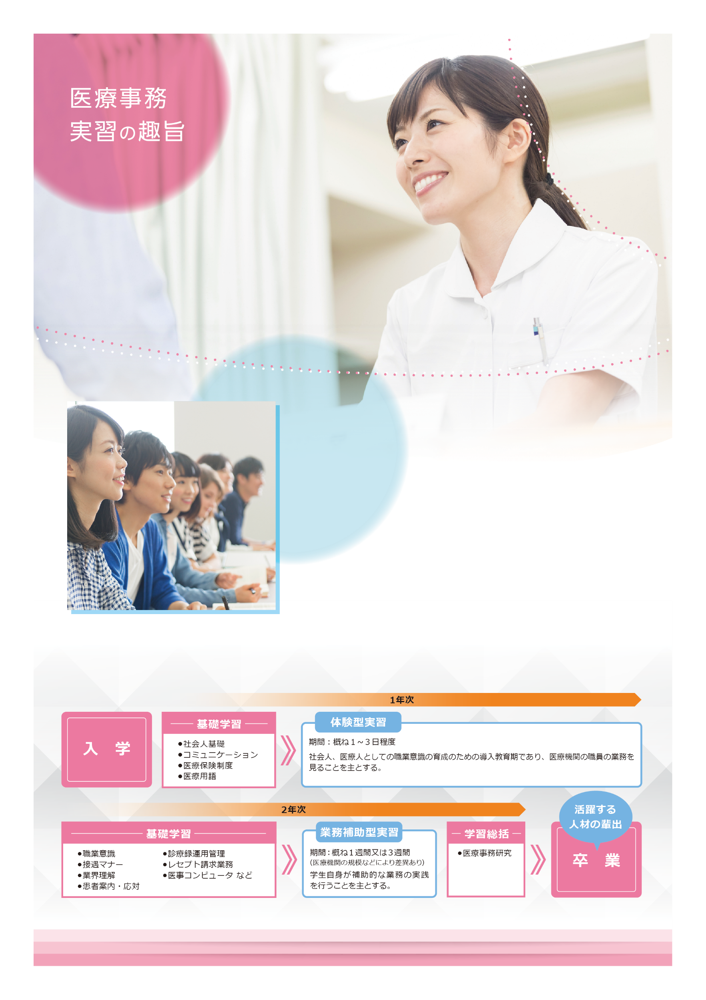 医療事務
実習の趣旨
1年次
入 学
基礎学習
●社会人基礎
●コミュニケーション
●医療保険制度
●医療用語
体験型実習
期間：概ね１~３日程度
社会人、医療人としての職業意識の育成のための導入教育期であり、医療機関の職員の業務を
見ることを主とする。
2年次
基礎学習
●職業意識
●接遇マナー
●業界理解
●患者案内・応対
●診療録運用管理
●レセプト請求業務
●医事コンピュータ など
業務補助型実習
期間：概ね１週間又は３週間
（医療機関の規模などにより差異あり）
学生自身が補助的な業務の実践
を行うことを主とする。
学習総括
●医療事務研究
活躍する
人材の輩出
卒 業